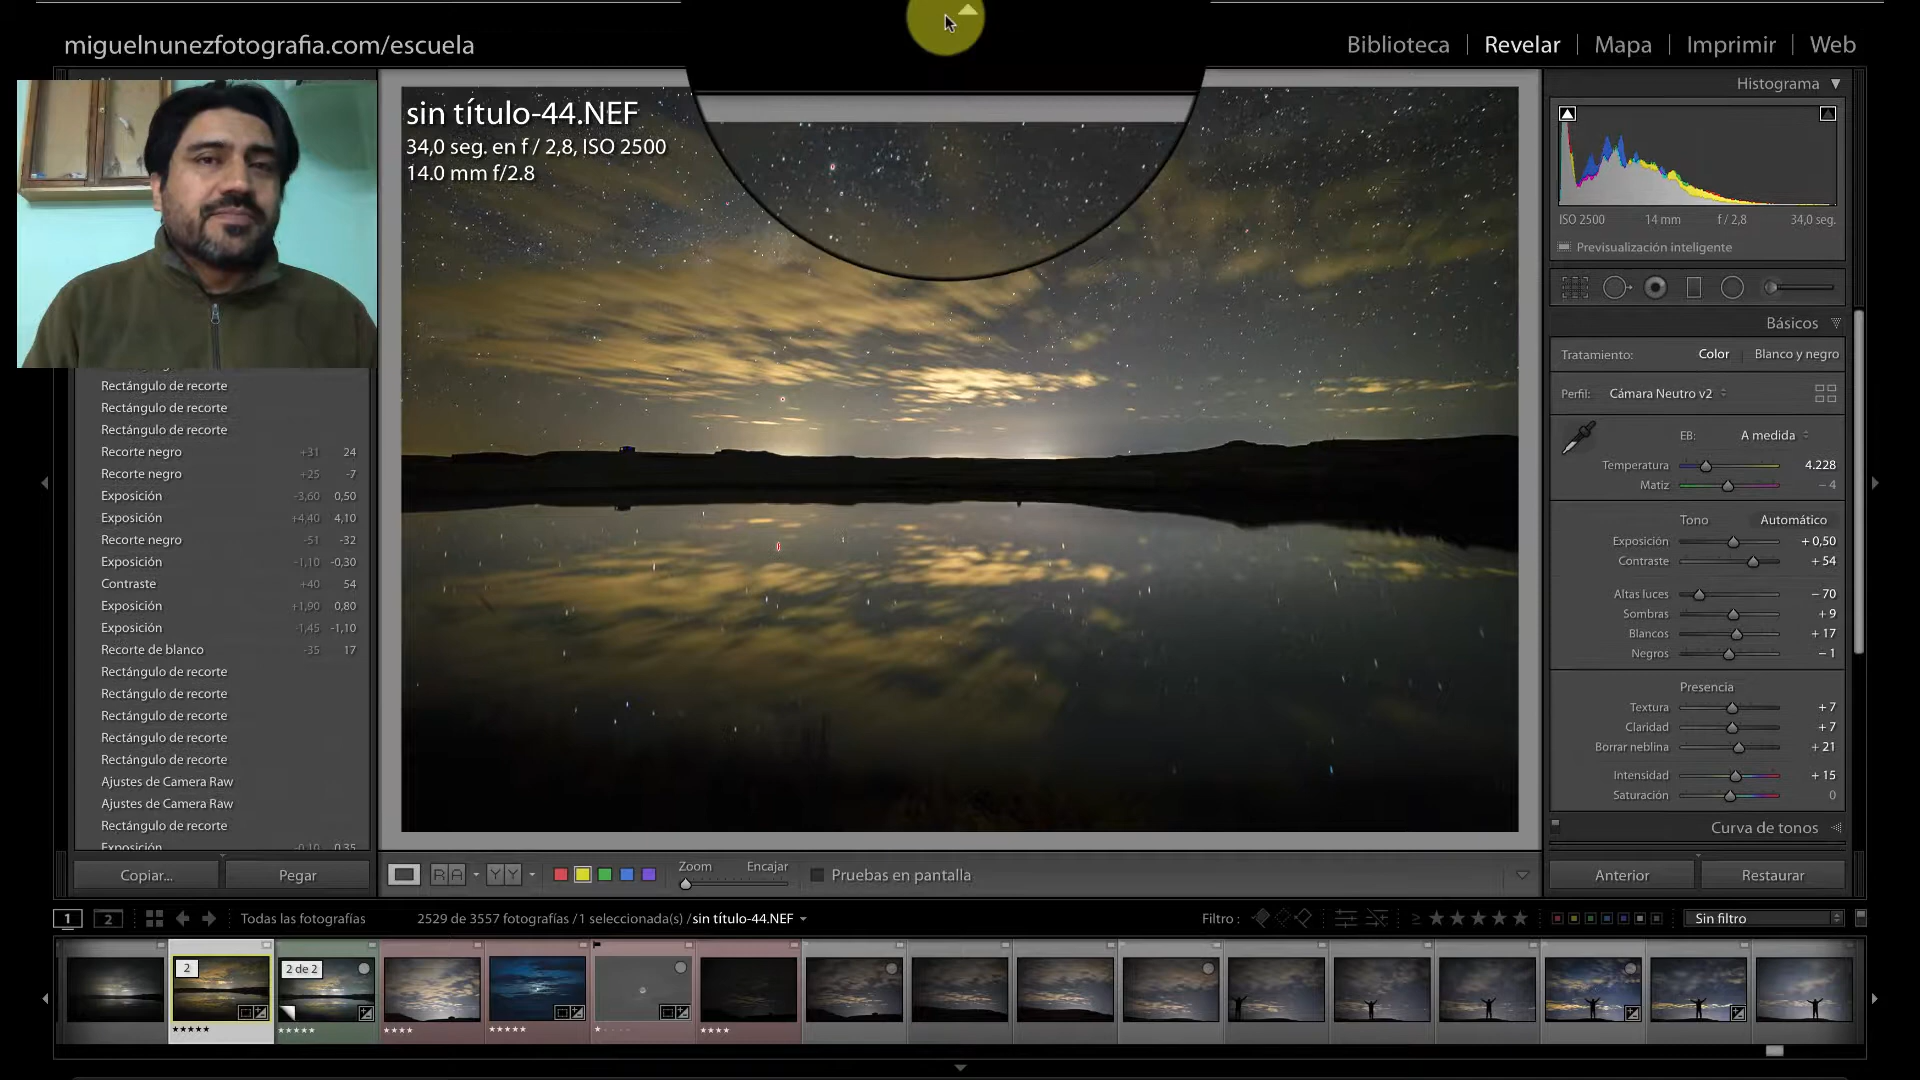 miguelnunezfotografia.com/escuela
Biblioteca | Revelar | Mapa | Imprimir | Web
sin título-44.NEF
34,0 seg. en f / 2,8, ISO 2500
14.0 mm f/2.8
Rectángulo de recorte
Rectángulo de recorte
Rectángulo de recorte
Recorte negro +31 24
Recorte negro +25 -7
Exposición -3,60 0,50
Exposición +4,40 4,10
Recorte negro -51 -32
Exposición -1,10 -0,30
Contraste +40 54
Exposición +1,90 0,80
Exposición -1,45 -1,10
Recorte de blanco -35 17
Rectángulo de recorte
Rectángulo de recorte
Rectángulo de recorte
Rectángulo de recorte
Rectángulo de recorte
Ajustes de Camera Raw
Ajustes de Camera Raw
Rectángulo de recorte
Exposición -0,10 0,35
Copiar... Pegar
Histograma
ISO 2500 14 mm f / 2,8 34,0 seg.
Previsualización inteligente
Básicos
Tratamiento: Color | Blanco y negro
Perfil: Cámara Neutro v2
EB: A medida
Temperatura 4.228
Matiz – 4
Tono Automático
Exposición + 0,50
Contraste + 54
Altas luces – 70
Sombras + 9
Blancos + 17
Negros – 1
Presencia
Textura + 7
Claridad + 7
Borrar neblina + 21
Intensidad + 15
Saturación 0
Curva de tonos
Anterior Restaurar
R A Y Y Zoom Encajar Pruebas en pantalla
1 2 Todas las fotografías 2529 de 3557 fotografías /1 seleccionada(s) /sin título-44.NEF Filtro : ≥ ★★★★★ Sin filtro
2 2 de 2